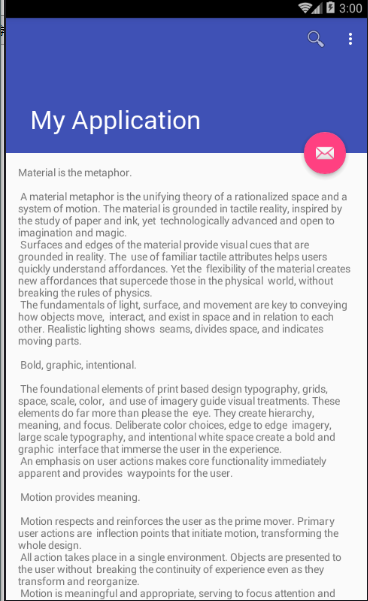 3:00
My Application
Material is the metaphor.
A material metaphor is the unifying theory of a rationalized space and a
system of motion. The material is grounded in tactile reality, inspired by
the study of paper and ink, yet technologically advanced and open to
imagination and magic.
Surfaces and edges of the material provide visual cues that are
grounded in reality. The use of familiar tactile attributes helps users
quickly understand affordances. Yet the flexibility of the material creates
new affordances that supercede those in the physical world, without
breaking the rules of physics.
The fundamentals of light, surface, and movement are key to conveying
how objects move, interact, and exist in space and in relation to each
other. Realistic lighting shows seams, divides space, and indicates
moving parts.
Bold, graphic, intentional.
The foundational elements of print based design typography, grids,
space, scale, color, and use of imagery guide visual treatments. These
elements do far more than please the eye. They create hierarchy,
meaning, and focus. Deliberate color choices, edge to edge imagery,
large scale typography, and intentional white space create a bold and
graphic interface that immerse the user in the experience.
An emphasis on user actions makes core functionality immediately
apparent and provides waypoints for the user.
Motion provides meaning.
Motion respects and reinforces the user as the prime mover. Primary
user actions are inflection points that initiate motion, transforming the
whole design.
All action takes place in a single environment. Objects are presented to
the user without breaking the continuity of experience even as they
transform and reorganize.
Motion is meaningful and appropriate, serving to focus attention and